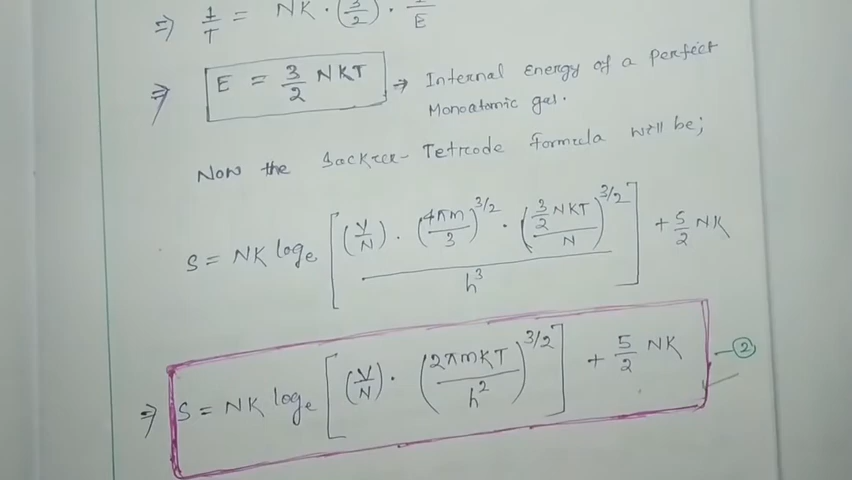 ⇒ 1/T = NK · (3/2) · 1/E
⇒ E = 3/2 NKT → Internal energy of a perfect
Monoatomic gas.
Now the Sackur-Tetrode formula will be;
S = NK logₑ [ (V/N) · (4πm/3)^3/2 · (3/2 NKT / N)^3/2 / h³ ] + 5/2 NK
⇒ S = NK logₑ [ (V/N) · (2πmKT / h²)^3/2 ] + 5/2 NK — ②